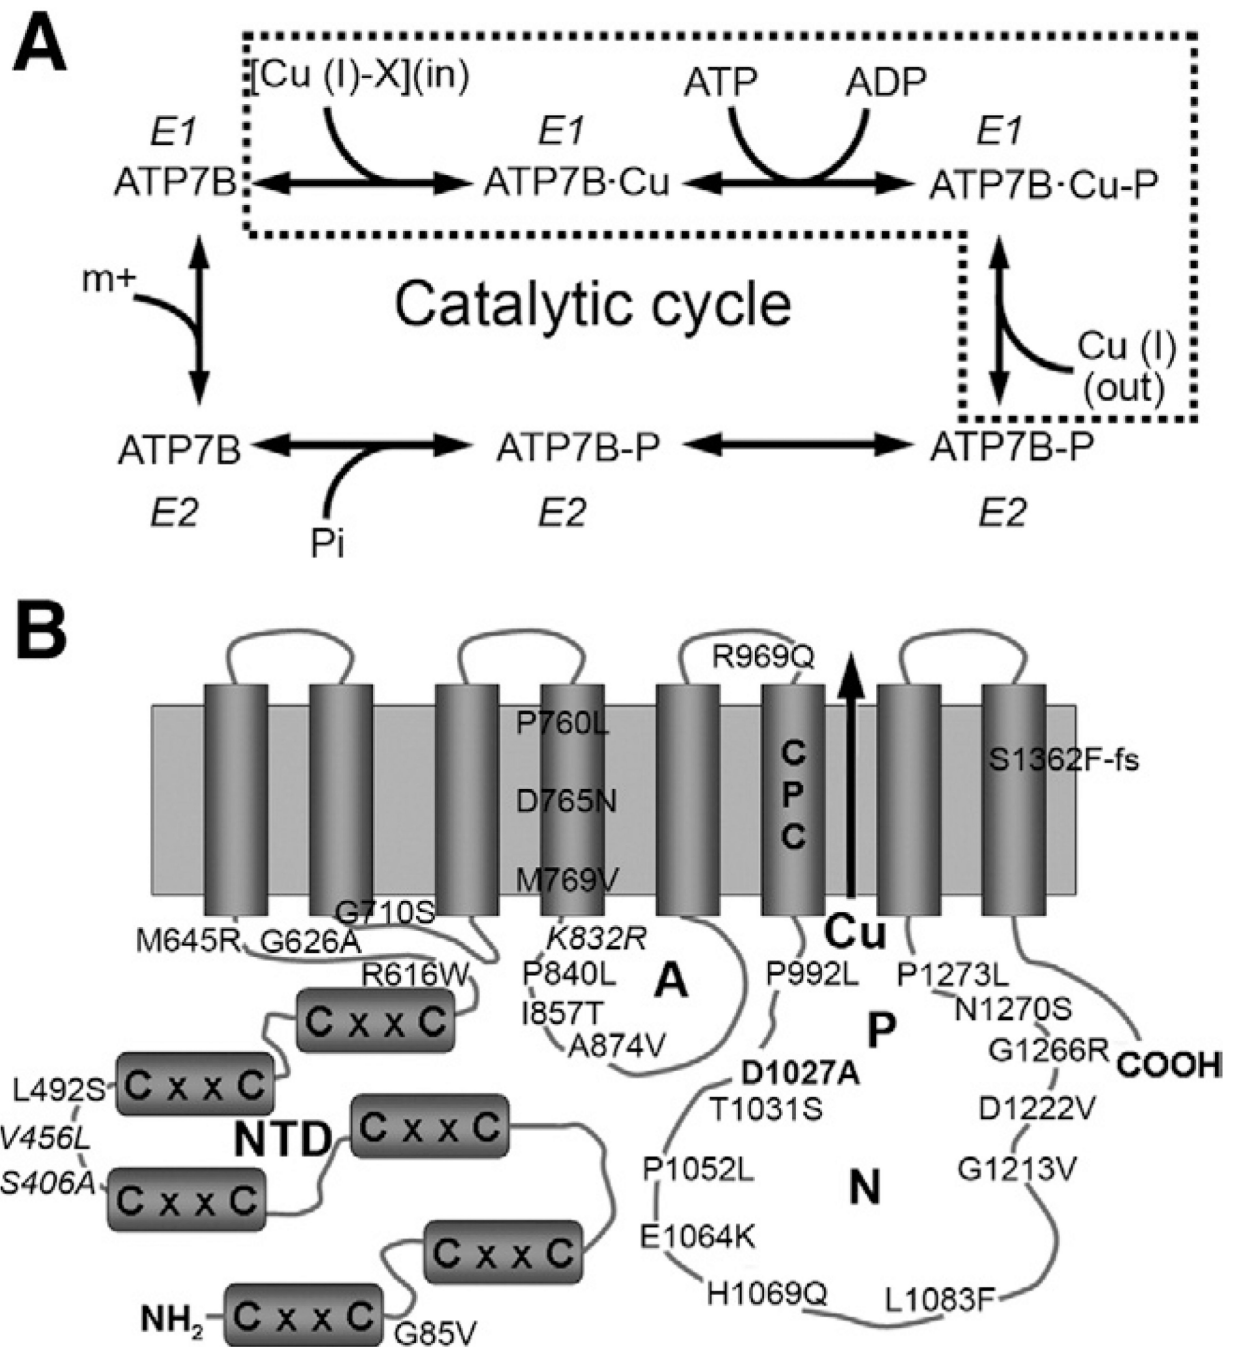 A
[Cu (I)-X](in)
ATP
ADP
E1
E1
E1
ATP7B
ATP7B·Cu
ATP7B·Cu-P
m+
Catalytic cycle
Cu (I)
(out)
ATP7B
ATP7B-P
ATP7B-P
E2
E2
E2
Pi
B
R969Q
P760L
C
P
C
S1362F-fs
D765N
M769V
G710S
Cu
M645R
G626A
K832R
R616W
P840L
A
P992L
P1273L
I857T
N1270S
C x x C
P
A874V
G1266R
COOH
L492S
C x x C
D1027A
T1031S
D1222V
V456L
NTD
C x x C
S406A
C x x C
P1052L
N
G1213V
E1064K
C x x C
H1069Q
L1083F
NH2
C x x C
G85V